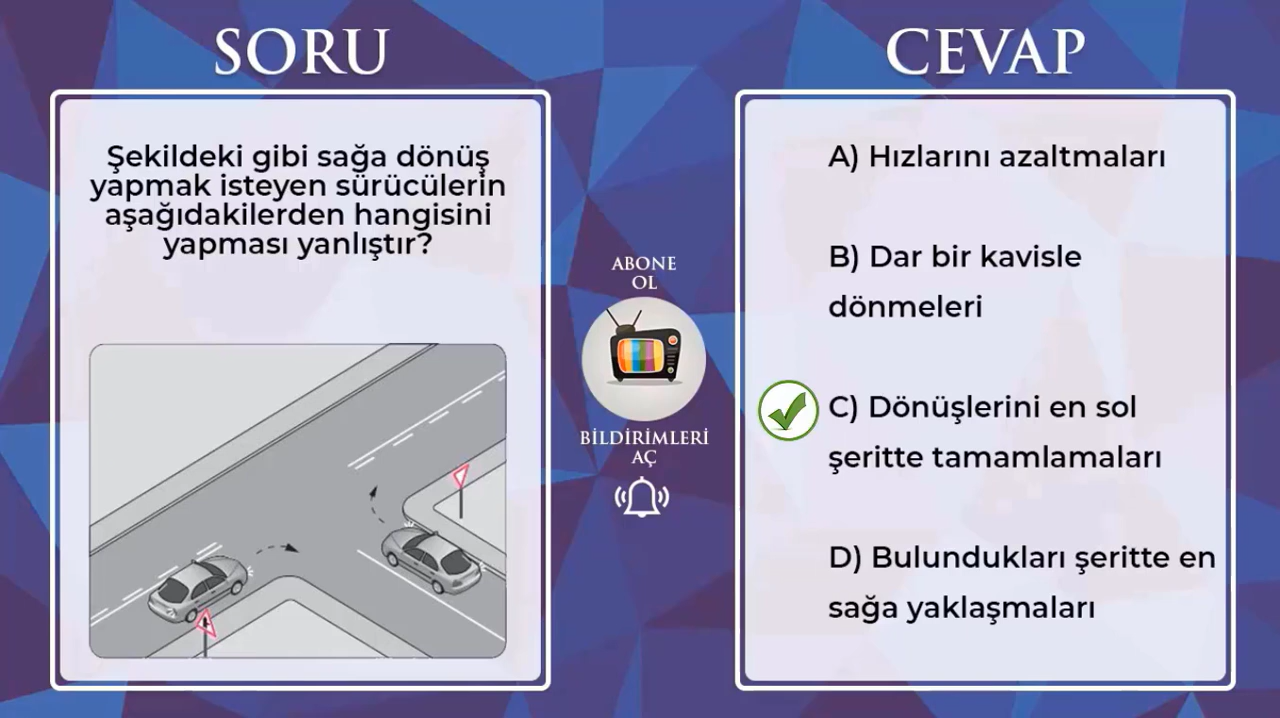 SORU
Şekildeki gibi sağa dönüş
yapmak isteyen sürücülerin
aşağıdakilerden hangisini
yapması yanlıştır?
ABONE
OL
BİLDİRİMLERİ
AÇ
CEVAP
A) Hızlarını azaltmaları
B) Dar bir kavisle
dönmeleri
C) Dönüşlerini en sol
şeritte tamamlamaları
D) Bulundukları şeritte en
sağa yaklaşmaları